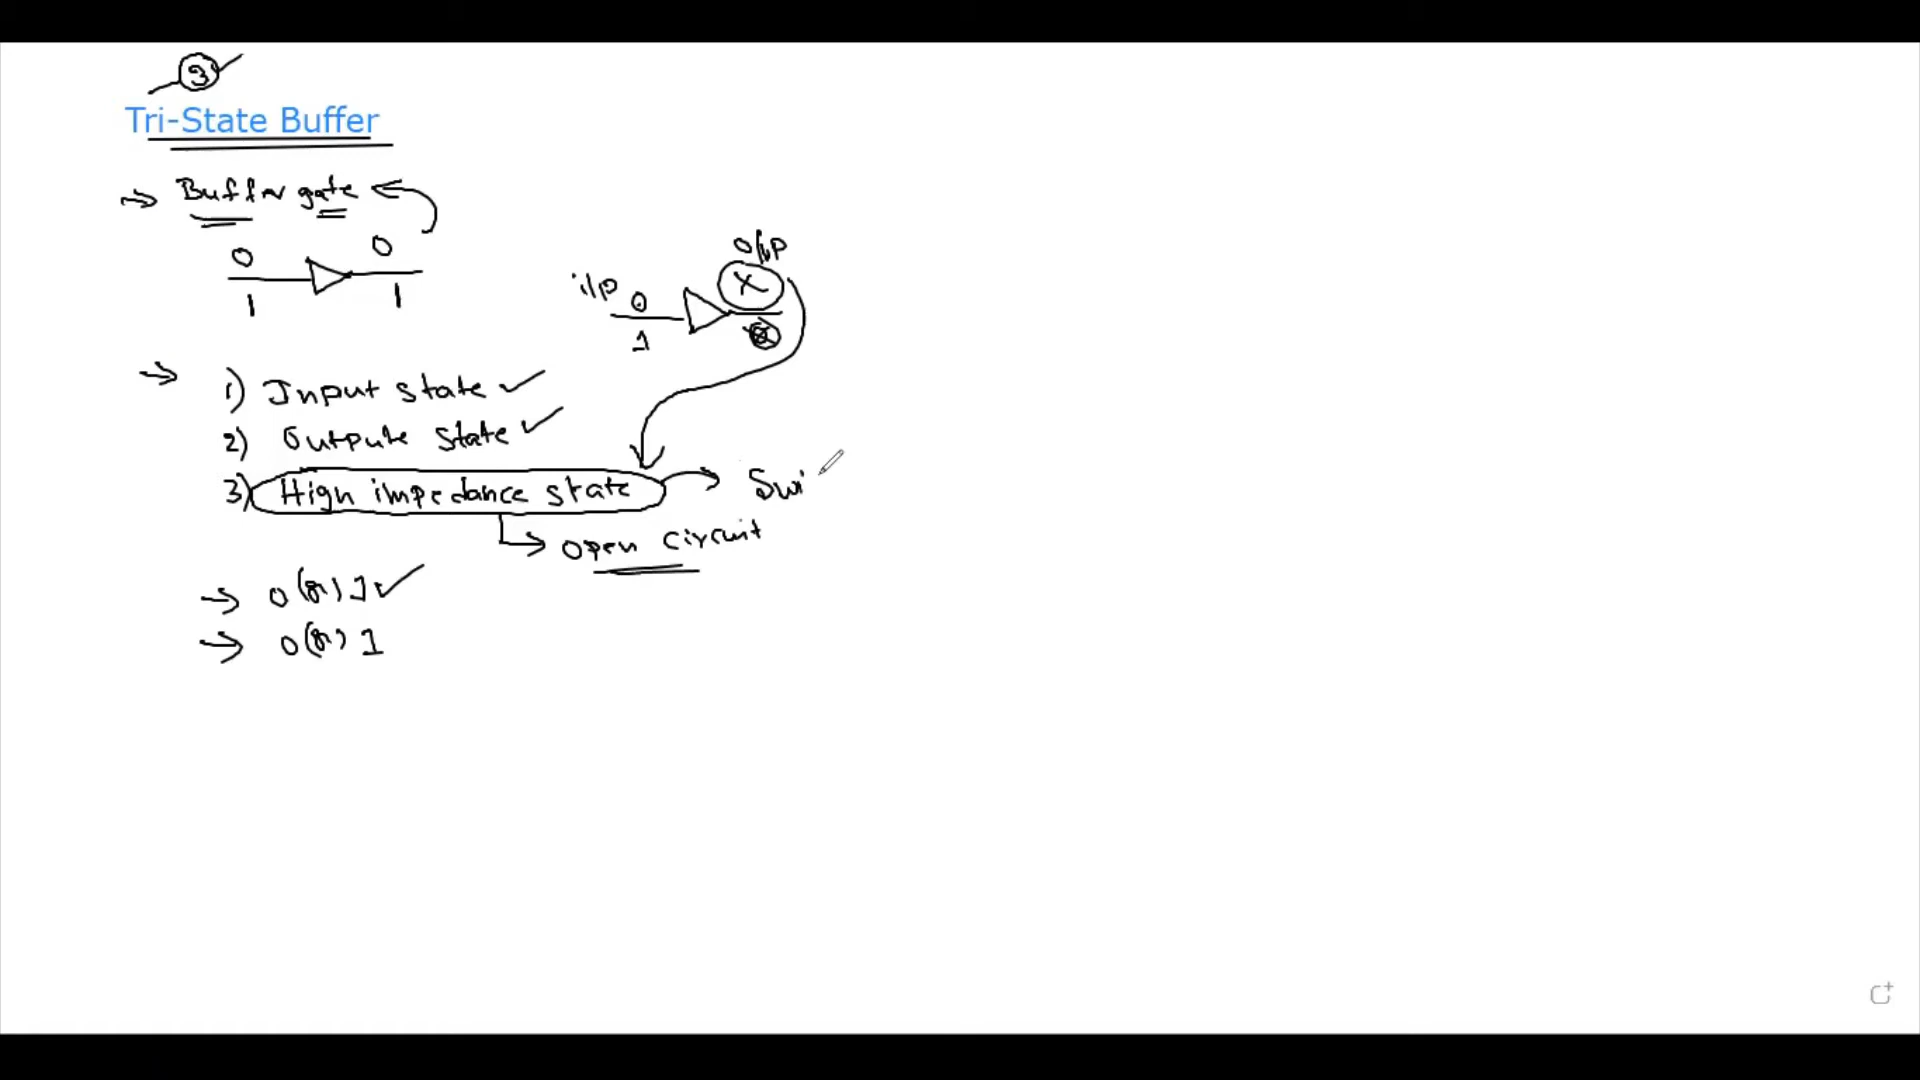 3
Tri-State Buffer
→ Buffer gate
0 0
1 1
i/p 0 X o/p
1
→ 1) Input state ✓
2) Outpute state ✓
3) High impedance state → Swi
→ open circuit
→ 0 (or) 1 ✓
→ 0 (or) 1